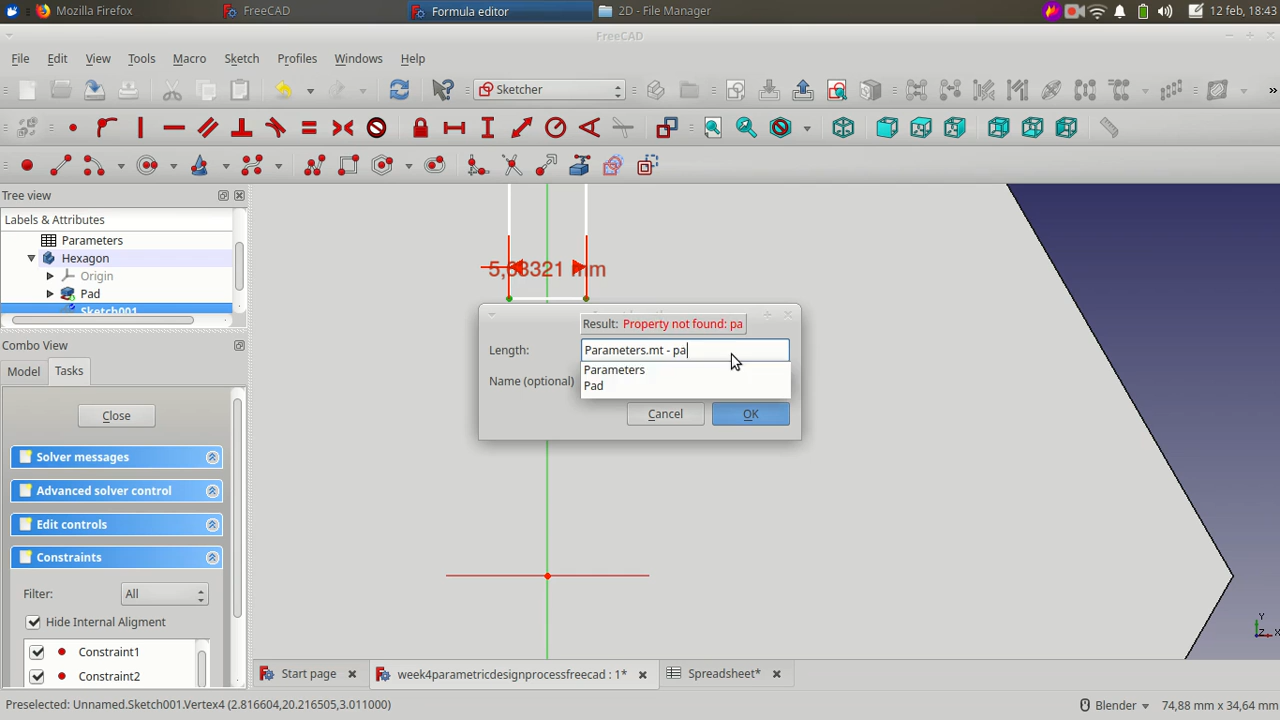 Mozilla Firefox
FreeCAD
Formula editor
2D - File Manager
12 feb, 18:43
FreeCAD
File Edit View Tools Macro Sketch Profiles Windows Help
Sketcher
»
Tree view
Labels & Attributes
Parameters
Hexagon
Origin
Pad
Sketch001
Combo View
Model Tasks
Close
Solver messages
Advanced solver control
Edit controls
Constraints
Filter: All
Hide Internal Aligment
Constraint1
Constraint2
mm
Result: Property not found: pa
Length: Parameters.mt - pa
Parameters
Pad
Name (optional)
Cancel OK
Y
Z X
Start page
week4parametricdesignprocessfreecad : 1*
Spreadsheet*
Preselected: Unnamed.Sketch001.Vertex4 (2.816604,20.216505,3.011000)
Blender
74,88 mm x 34,64 mm